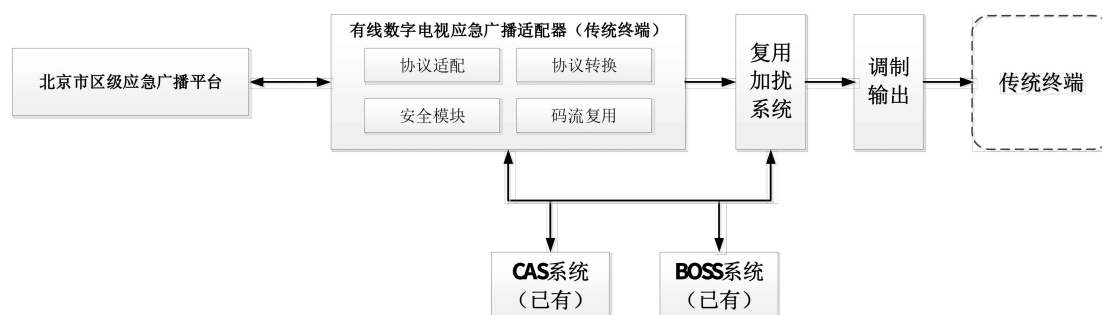 有线数字电视应急广播适配器（传统终端）
北京市区级应急广播平台
协议适配
协议转换
安全模块
码流复用
复用
加扰
系统
调制
输出
传统终端
CAS系统
（已有）
BOSS系统
（已有）